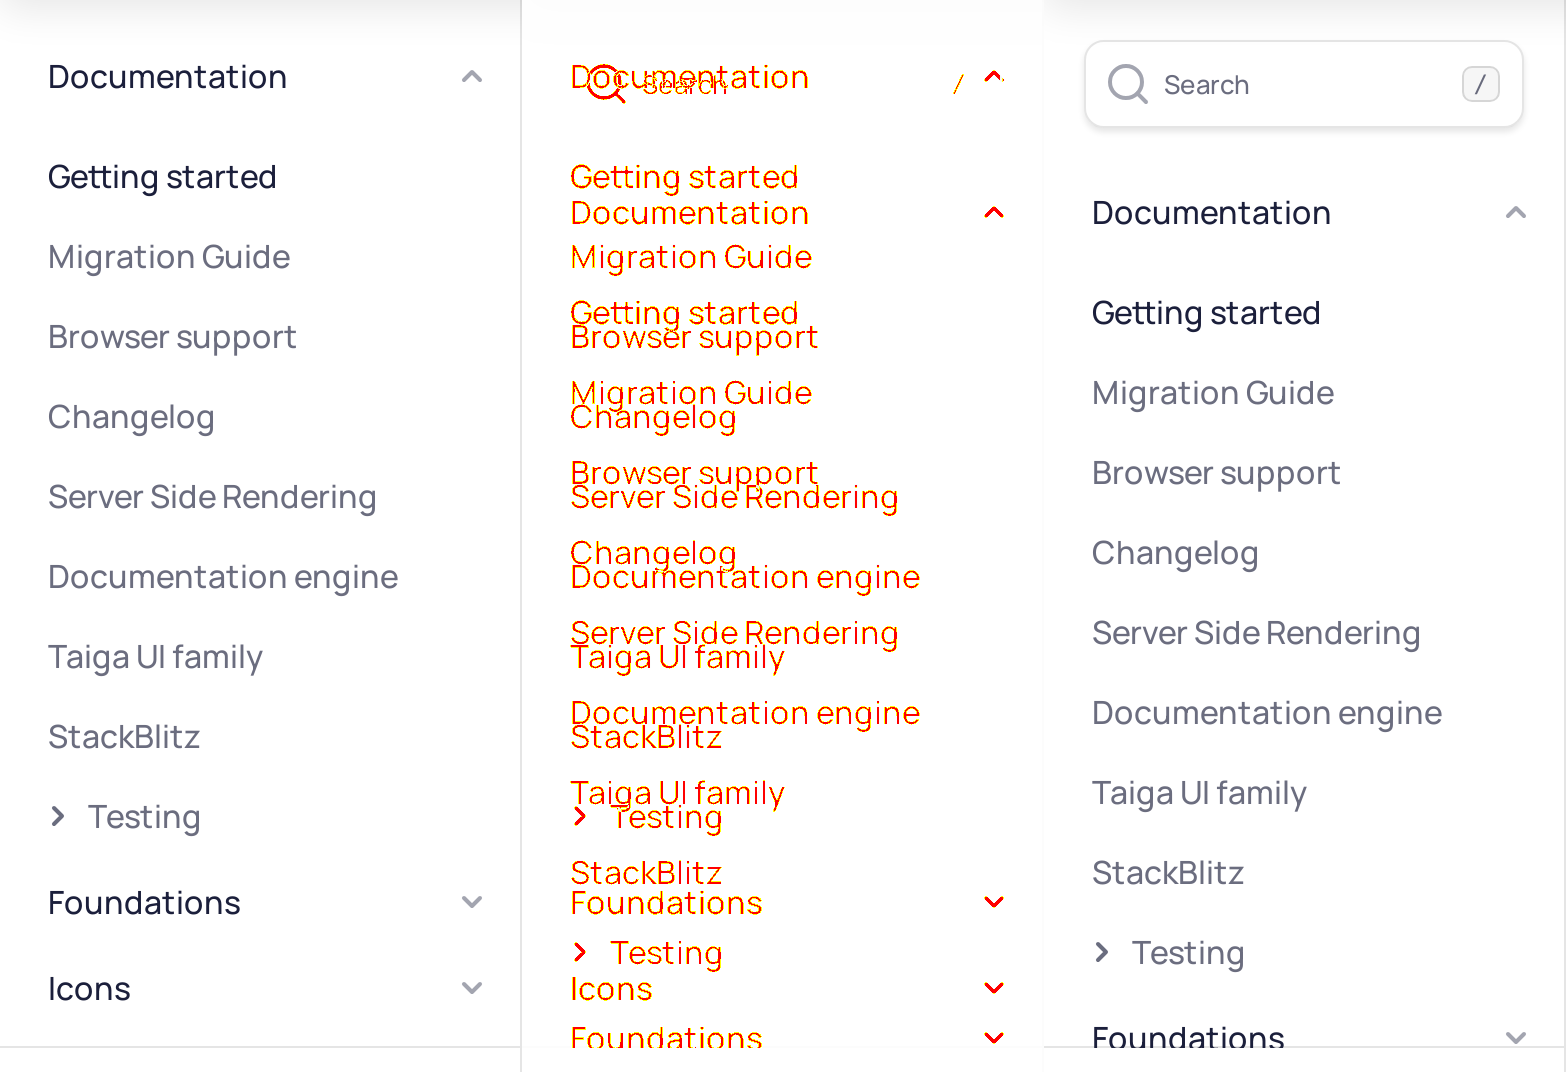 Documentation
Getting started
Migration Guide
Browser support
Changelog
Server Side Rendering
Documentation engine
Taiga UI family
StackBlitz
Testing
Foundations
Icons
Documentation
Search /
Getting started
Documentation
Migration Guide
Getting started
Browser support
Migration Guide
Changelog
Browser support
Server Side Rendering
Changelog
Documentation engine
Server Side Rendering
Taiga UI family
Documentation engine
StackBlitz
Taiga UI family
Testing
StackBlitz
Foundations
Testing
Icons
Foundations
Search /
Documentation
Getting started
Migration Guide
Browser support
Changelog
Server Side Rendering
Documentation engine
Taiga UI family
StackBlitz
Testing
Foundations